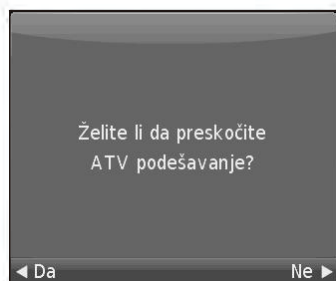 Želite li da preskočite
ATV podešavanje?
◀ Da Ne ▶